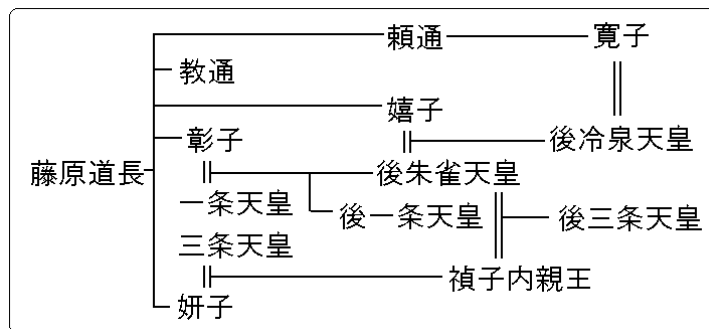 頼通
寛子
教通
嬉子
彰子
後冷泉天皇
藤原道長
後朱雀天皇
一条天皇
後一条天皇
後三条天皇
三条天皇
禎子内親王
妍子